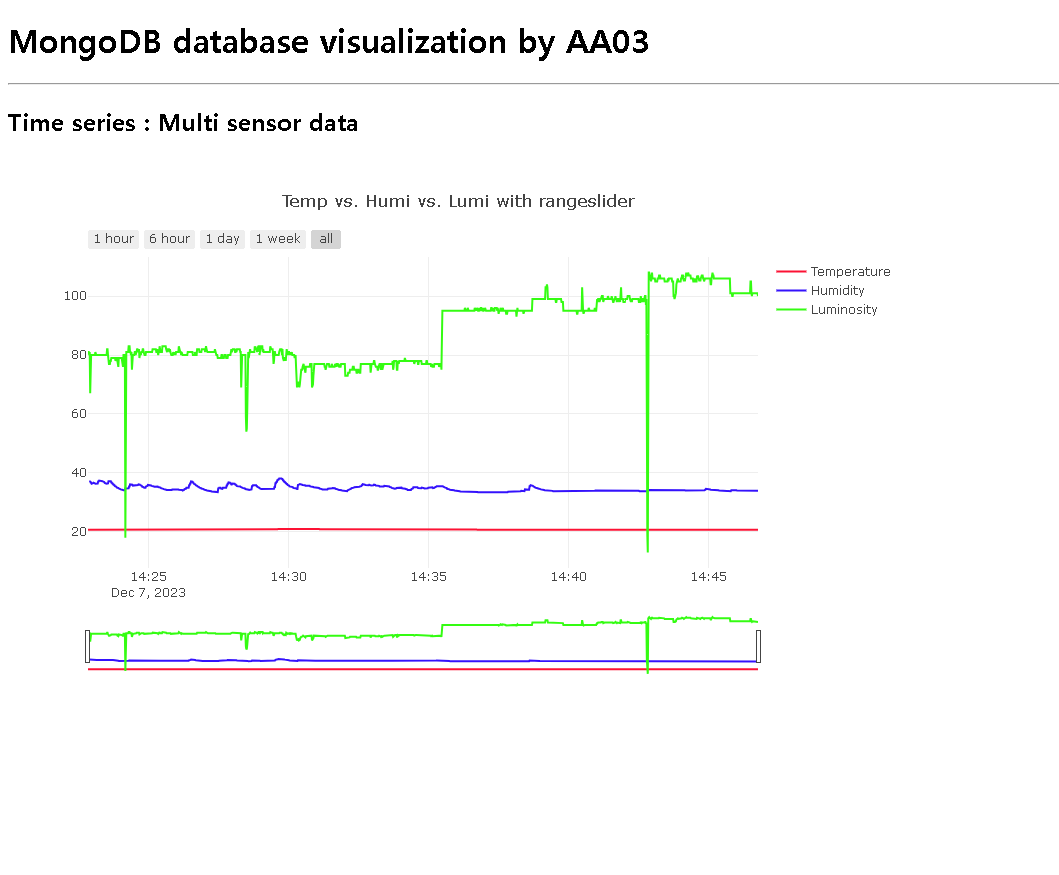 MongoDB database visualization by AA03
Time series : Multi sensor data
Temp vs. Humi vs. Lumi with rangeslider
1 hour 6 hour 1 day 1 week all
Temperature
Humidity
Luminosity
100
80
60
40
20
14:25 14:30 14:35 14:40 14:45
Dec 7, 2023